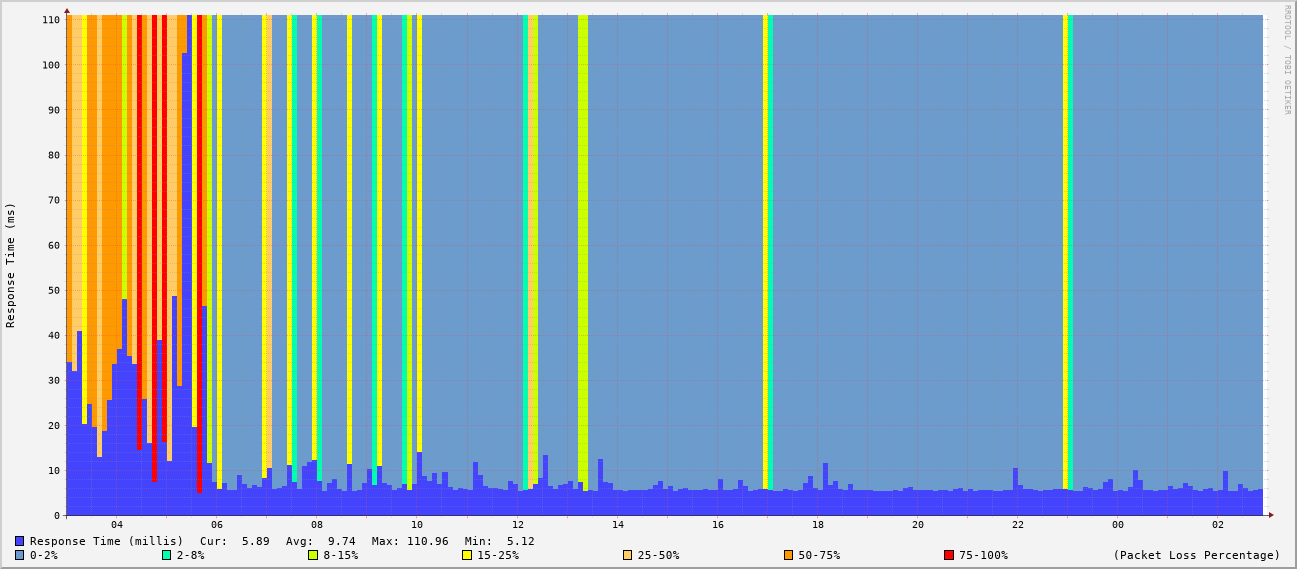 RRDTOOL / TOBI OETIKER
Response Time (ms)
110
100
90
80
70
60
50
40
30
20
10
0
04 06 08 10 12 14 16 18 20 22 00 02
Response Time (millis) Cur: 5.89 Avg: 9.74 Max: 110.96 Min: 5.12
0-2% 2-8% 8-15% 15-25% 25-50% 50-75% 75-100% (Packet Loss Percentage)